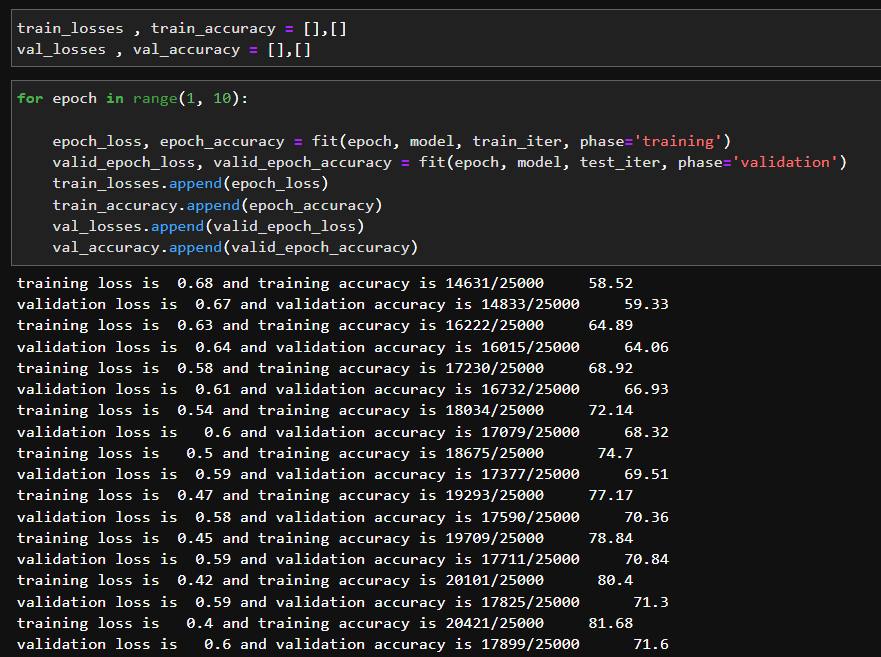 train_losses , train_accuracy = [],[]
val_losses , val_accuracy = [],[]
for epoch in range(1, 10):
    epoch_loss, epoch_accuracy = fit(epoch, model, train_iter, phase='training')
    valid_epoch_loss, valid_epoch_accuracy = fit(epoch, model, test_iter, phase='validation')
    train_losses.append(epoch_loss)
    train_accuracy.append(epoch_accuracy)
    val_losses.append(valid_epoch_loss)
    val_accuracy.append(valid_epoch_accuracy)
training loss is  0.68 and training accuracy is 14631/25000     58.52
validation loss is  0.67 and validation accuracy is 14833/25000     59.33
training loss is  0.63 and training accuracy is 16222/25000     64.89
validation loss is  0.64 and validation accuracy is 16015/25000     64.06
training loss is  0.58 and training accuracy is 17230/25000     68.92
validation loss is  0.61 and validation accuracy is 16732/25000     66.93
training loss is  0.54 and training accuracy is 18034/25000     72.14
validation loss is   0.6 and validation accuracy is 17079/25000     68.32
training loss is   0.5 and training accuracy is 18675/25000      74.7
validation loss is  0.59 and validation accuracy is 17377/25000     69.51
training loss is  0.47 and training accuracy is 19293/25000     77.17
validation loss is  0.58 and validation accuracy is 17590/25000     70.36
training loss is  0.45 and training accuracy is 19709/25000     78.84
validation loss is  0.59 and validation accuracy is 17711/25000     70.84
training loss is  0.42 and training accuracy is 20101/25000      80.4
validation loss is  0.59 and validation accuracy is 17825/25000      71.3
training loss is   0.4 and training accuracy is 20421/25000     81.68
validation loss is   0.6 and validation accuracy is 17899/25000      71.6